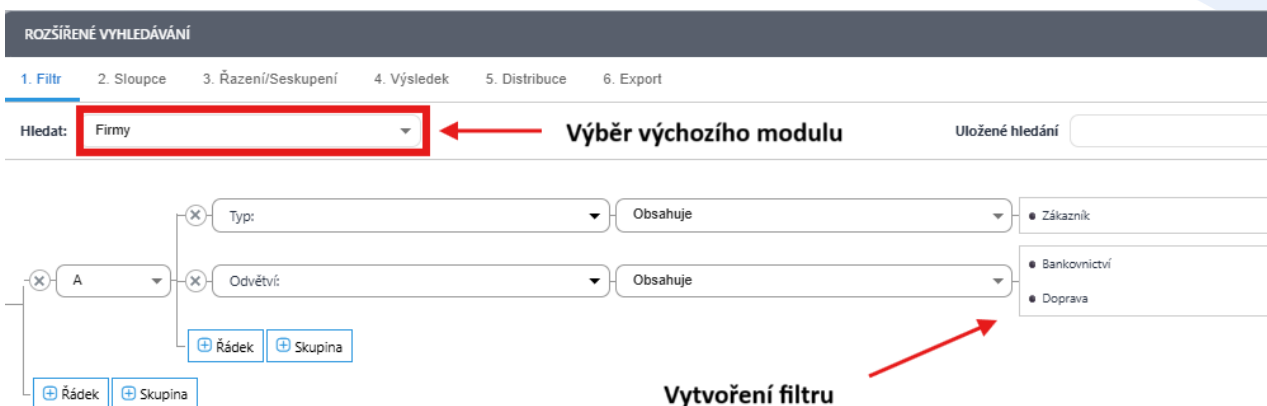 ROZŠÍŘENÉ VYHLEDÁVÁNÍ
1. Filtr 2. Sloupce 3. Řazení/Seskupení 4. Výsledek 5. Distribuce 6. Export
Hledat: Firmy Výběr výchozího modulu Uložené hledání
Typ: Obsahuje Zákazník
A Odvětví: Obsahuje Bankovnictví
Doprava
Řádek Skupina
Řádek Skupina Vytvoření filtru